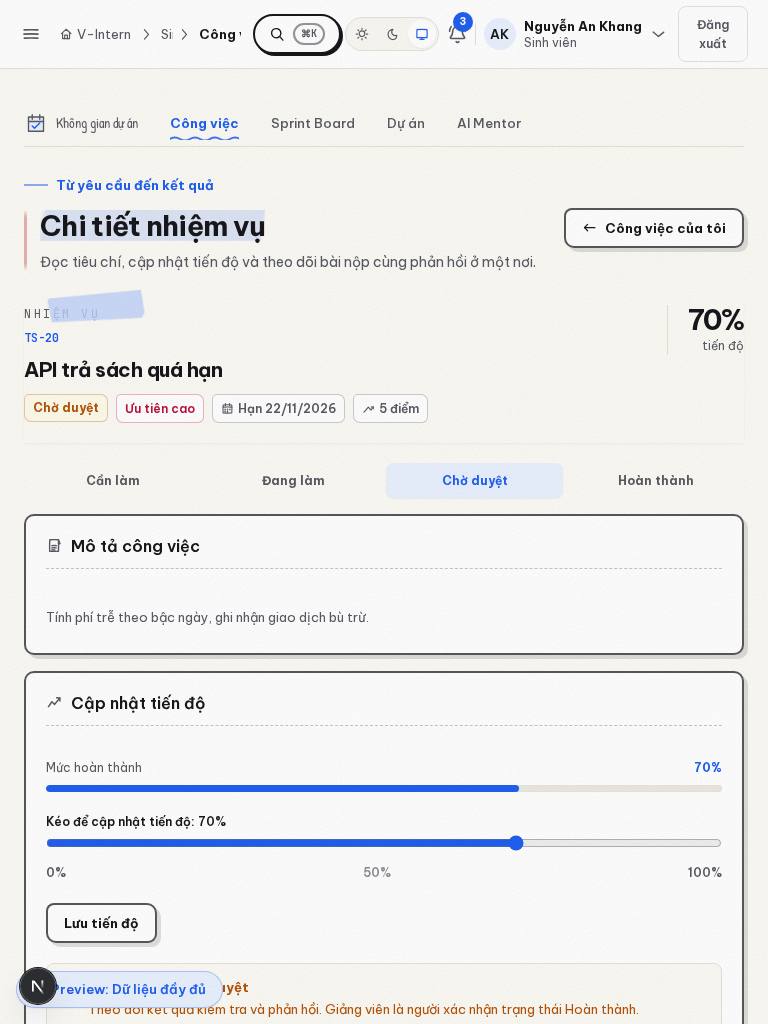 V-Intern
Công
⌘K
3
AK
Nguyễn An Khang
Sinh viên
Đăng xuất
Không gian dự án
Công việc
Sprint Board
Dự án
AI Mentor
Từ yêu cầu đến kết quả
Chi tiết nhiệm vụ
← Công việc của tôi
Đọc tiêu chí, cập nhật tiến độ và theo dõi bài nộp cùng phản hồi ở một nơi.
NHIỆM VỤ
TS-20
70%
tiến độ
API trả sách quá hạn
Chờ duyệt
Ưu tiên cao
Hạn 22/11/2026
5 điểm
Cần làm
Đang làm
Chờ duyệt
Hoàn thành
Mô tả công việc
Tính phí trễ theo bậc ngày, ghi nhận giao dịch bù trừ.
Cập nhật tiến độ
Mức hoàn thành
70%
Kéo để cập nhật tiến độ: 70%
0%
50%
100%
Lưu tiến độ
N
Preview: Dữ liệu đầy đủ
Theo dõi kết quả kiểm tra và phản hồi. Giảng viên là người xác nhận trạng thái Hoàn thành.